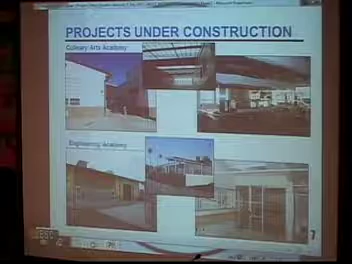 PROJECTS UNDER CONSTRUCTION
Culinary Arts Academy
Engineering Academy
7